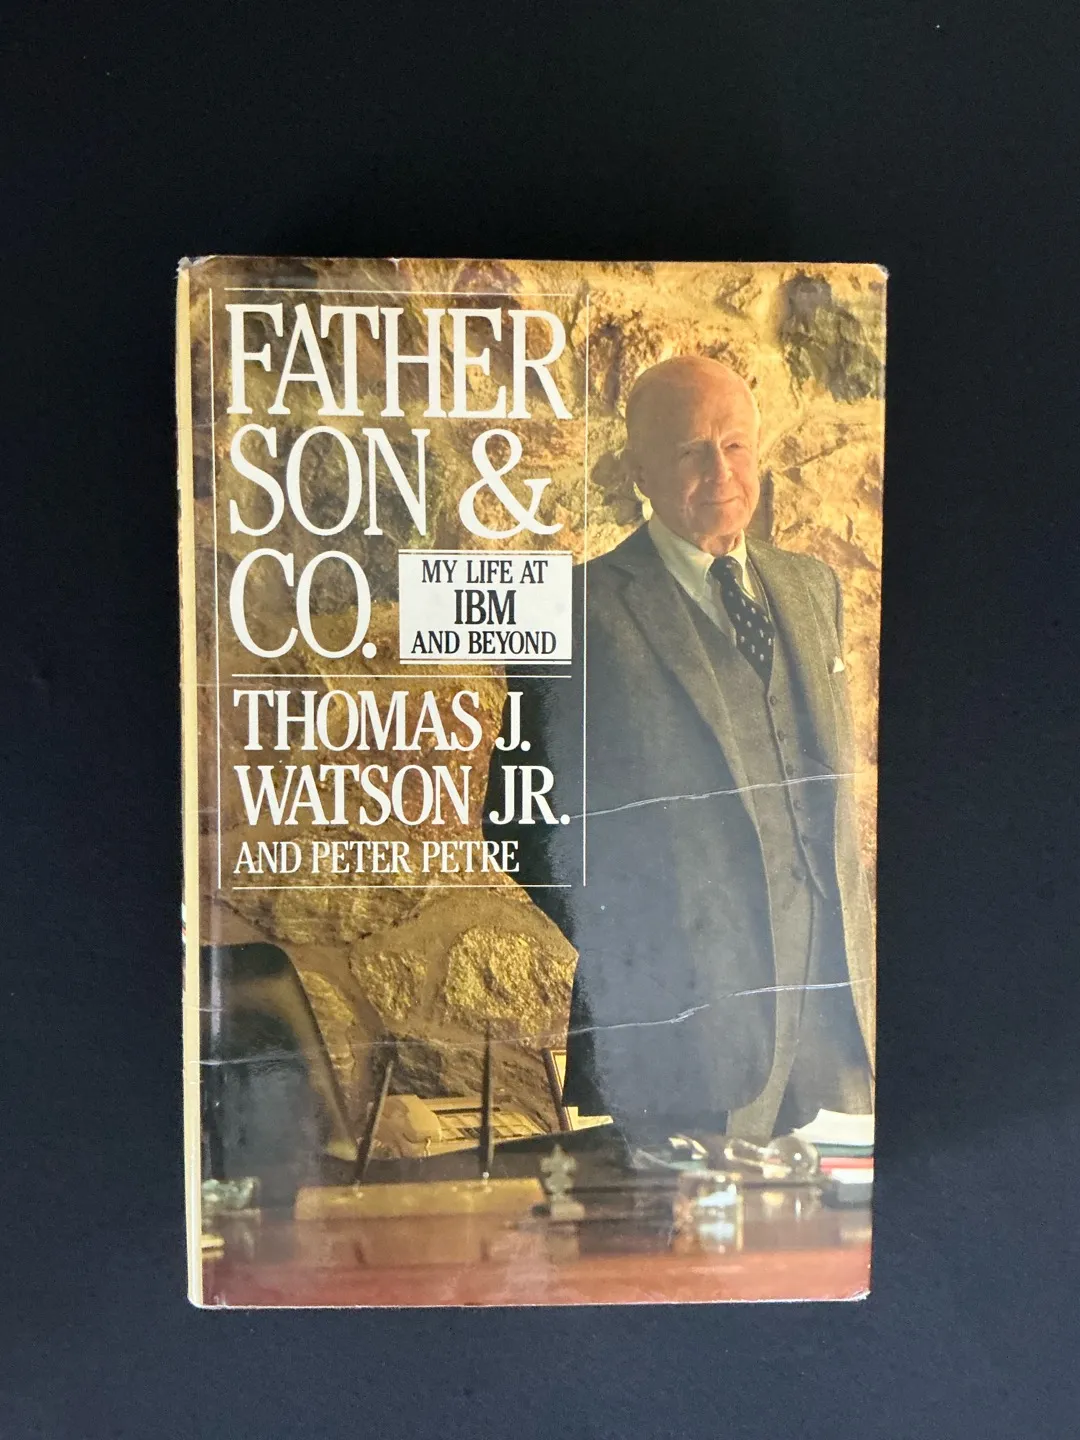 FATHER
SON &
CO.
MY LIFE AT
IBM
AND BEYOND
THOMAS J.
WATSON JR.
AND PETER PETRE